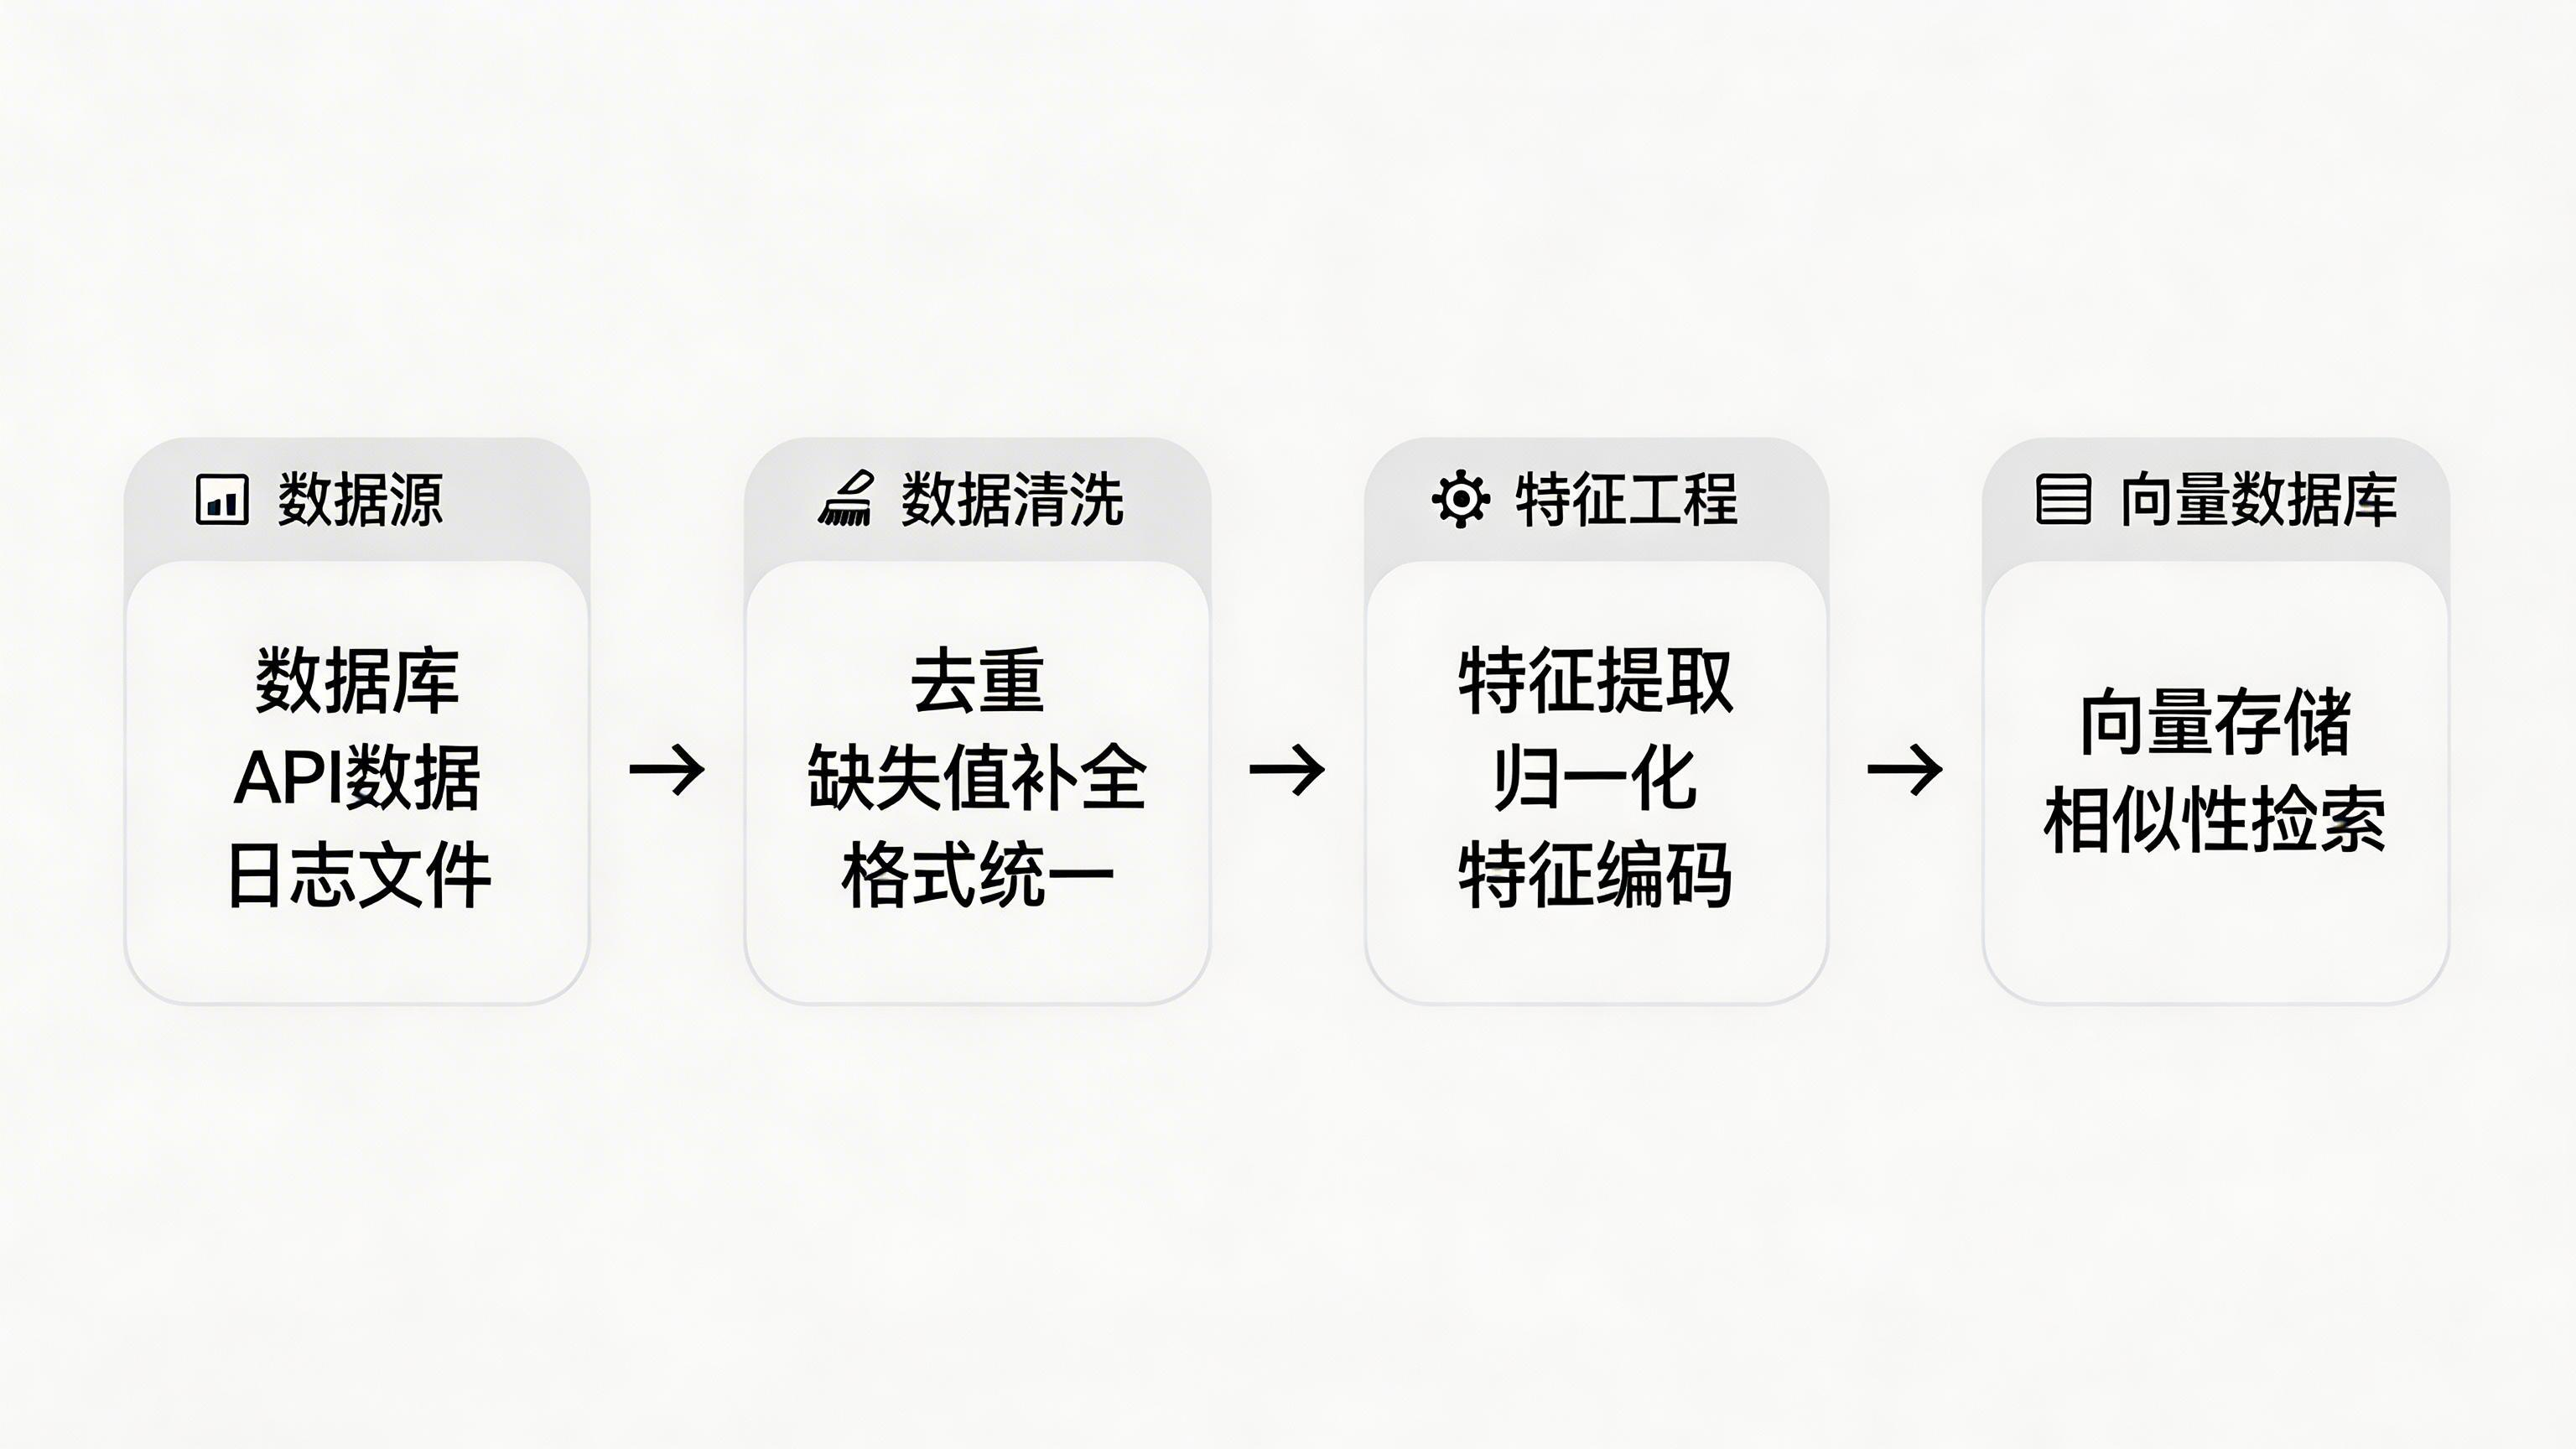 数据源
数据库
API数据
日志文件
数据清洗
去重
缺失值补全
格式统一
特征工程
特征提取
归一化
特征编码
向量数据库
向量存储
相似性捡索